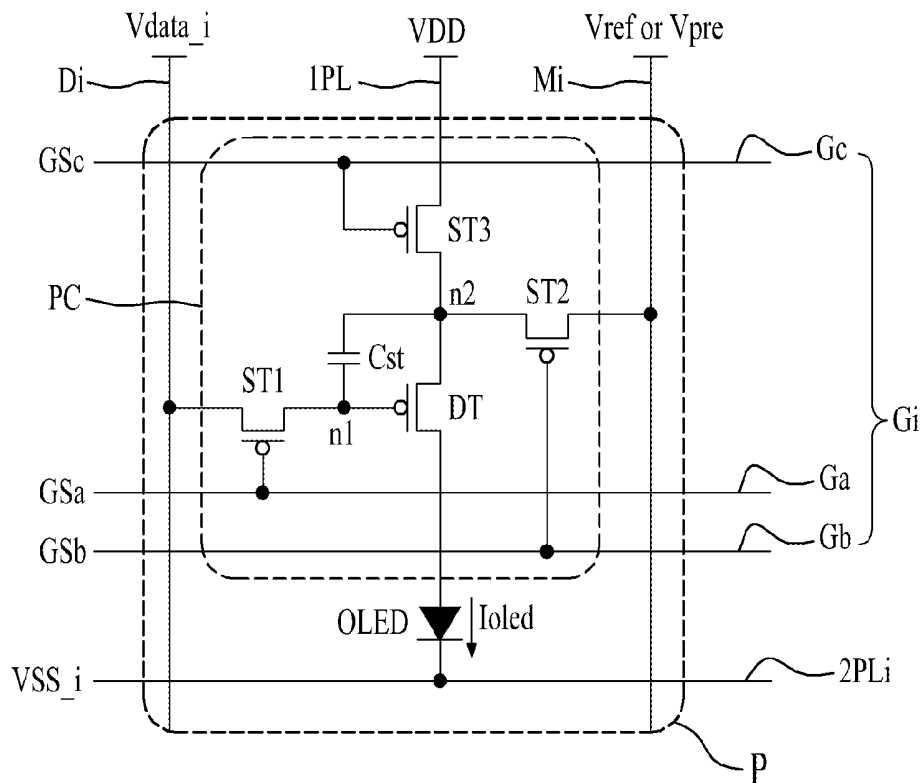 Vdata_i
VDD
Vref or Vpre
Di
1PL
Mi
GSc
Gc
ST3
PC
n2
ST2
Cst
ST1
DT
n1
Gi
GSa
Ga
GSb
Gb
OLED
Ioled
VSS_i
2PLi
P